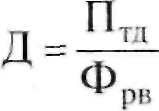 Д = Птд / Фрв